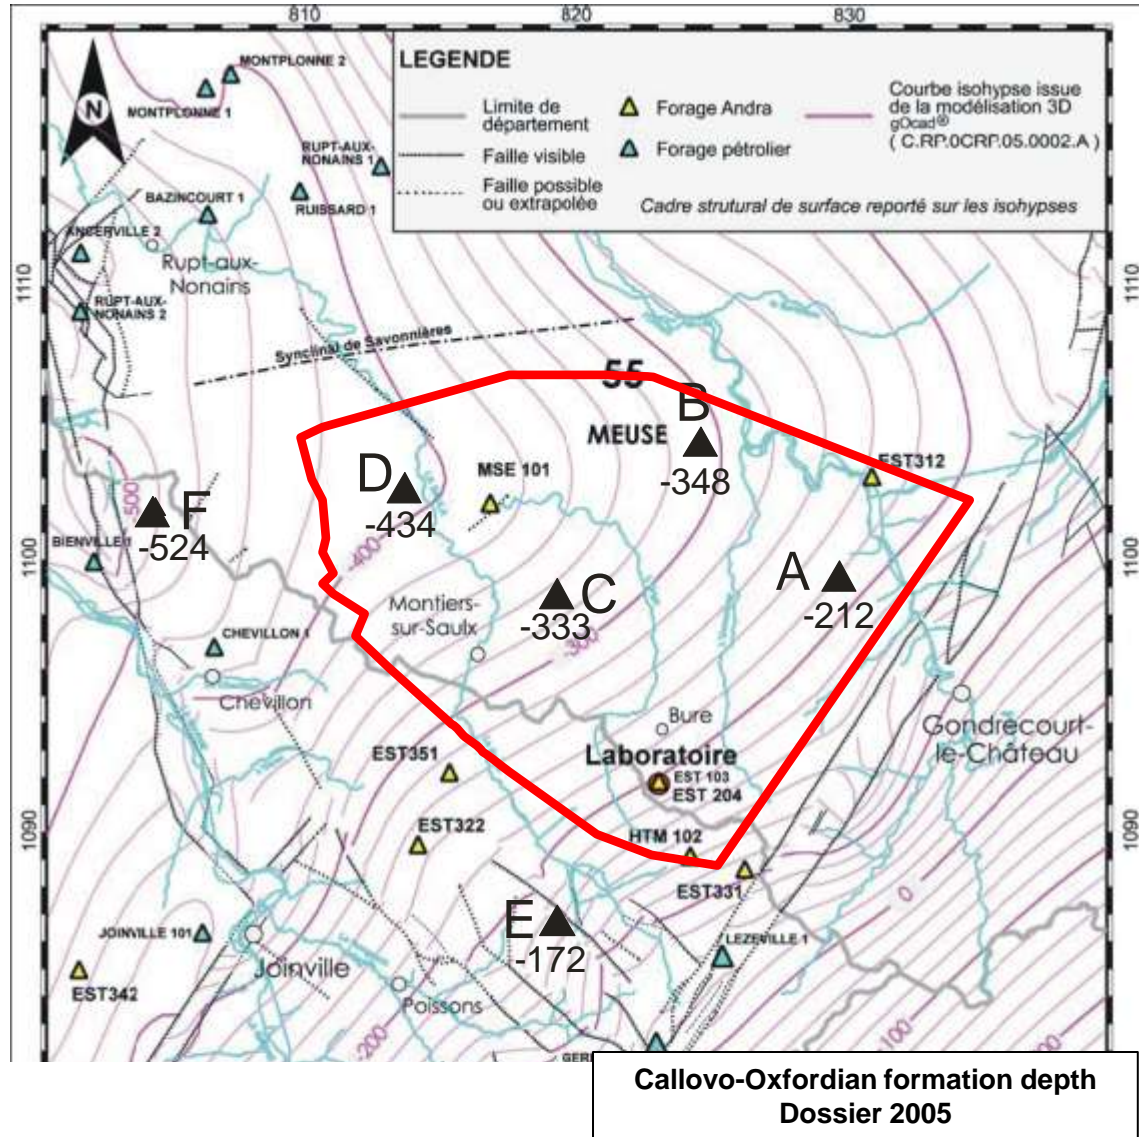 810
820
830
N
MONTPLONNE 2
MONTPLONNE 1
RUPT-AUX-
NONAINS 1
BAZINCOURT 1
RUISSARD 1
ANCERVILLE 2
Rupt-aux-
Nonains
RUPT-AUX-
NONAINS 2
LEGENDE
Limite de
département
Faille visible
Faille possible
ou extrapolée
Forage Andra
Forage pétrolier
Courbe isohypse issue
de la modélisation 3D
gOcad®
( C.RP.0CRP.05.0002.A )
Cadre strutural de surface reporté sur les isohypses
1110
1110
Synclinal de Savonnières
55
MEUSE
B
-348
EST312
D
-434
MSE 101
F
-524
-500
BIENVILLE 1
1100
1100
-400
A
-212
C
-333
-300
Montiers-
sur-Saulx
CHEVILLON 1
Chevillon
Bure
Gondrecourt-
le-Château
Laboratoire
EST 103
EST 204
EST351
EST322
HTM 102
EST331
1090
1090
0
E
-172
JOINVILLE 101
Joinville
LEZEVILLE 1
EST342
Poissons
-200
-100
GER
Callovo-Oxfordian formation depth
Dossier 2005